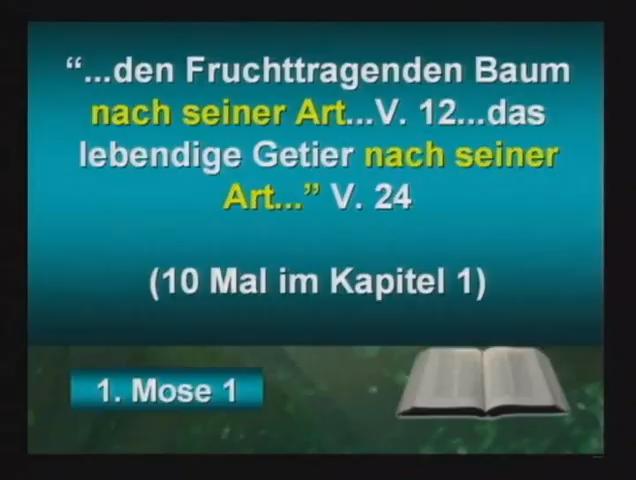 “...den Fruchttragenden Baum
nach seiner Art...V. 12...das
lebendige Getier nach seiner
Art...” V. 24
(10 Mal im Kapitel 1)
1. Mose 1